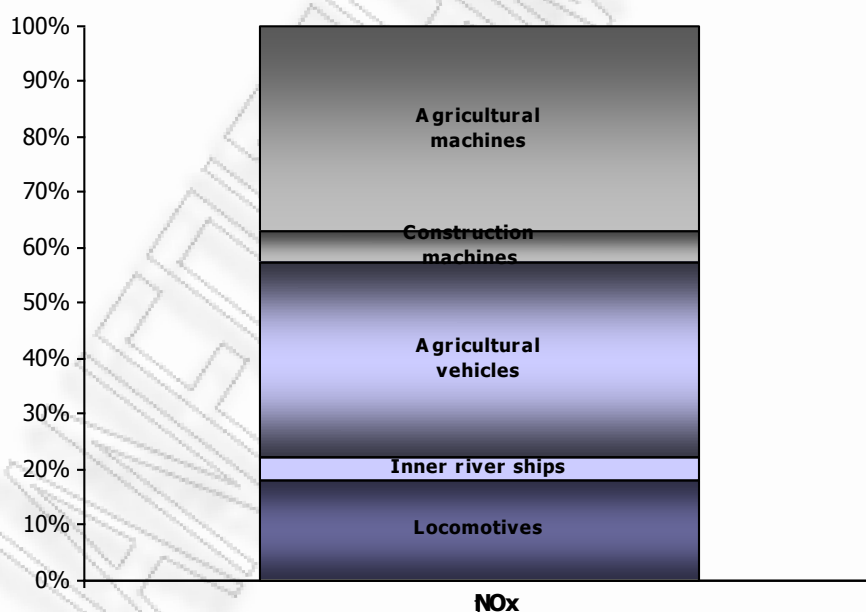 100%
90%
80%
70%
60%
50%
40%
30%
20%
10%
0%
Agricultural
machines
Construction
machines
Agricultural
vehicles
Inner river ships
Locomotives
NOx